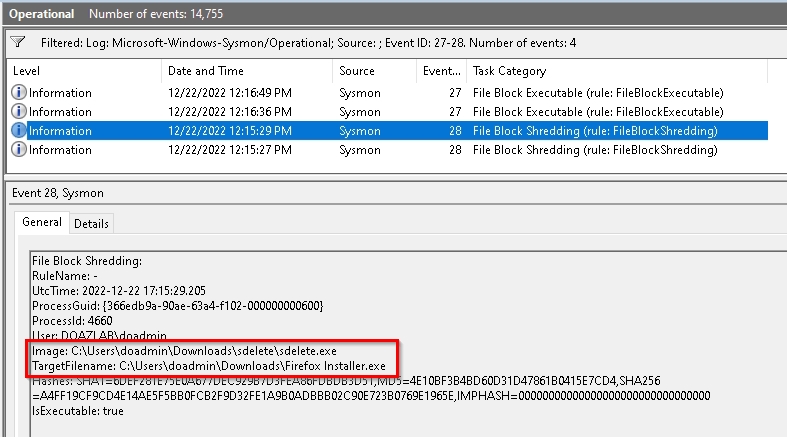 Operational Number of events: 14,755
Filtered: Log: Microsoft-Windows-Sysmon/Operational; Source: ; Event ID: 27-28. Number of events: 4
Level Date and Time Source Event... Task Category
Information 12/22/2022 12:16:49 PM Sysmon 27 File Block Executable (rule: FileBlockExecutable)
Information 12/22/2022 12:16:36 PM Sysmon 27 File Block Executable (rule: FileBlockExecutable)
Information 12/22/2022 12:15:29 PM Sysmon 28 File Block Shredding (rule: FileBlockShredding)
Information 12/22/2022 12:15:27 PM Sysmon 28 File Block Shredding (rule: FileBlockShredding)
Event 28, Sysmon
General Details
File Block Shredding:
RuleName: -
UtcTime: 2022-12-22 17:15:29.205
ProcessGuid: {366edb9a-90ae-63a4-f102-000000000600}
ProcessId: 4660
User: DOAZLAB\doadmin
Image: C:\Users\doadmin\Downloads\sdelete\sdelete.exe
TargetFilename: C:\Users\doadmin\Downloads\Firefox Installer.exe
Hashes: SHA1=6DEF281E75E0A677DEC929B7D3FEA86FDBDB3D51,MD5=4E10BF3B4BD60D31D47861B0415E7CD4,SHA256
=A4FF19CF9CD4E14AE5F5BB0FCB2F9D32FE1A9B0ADBBB02C90E723B0769E1965E,IMPHASH=00000000000000000000000000000000
IsExecutable: true